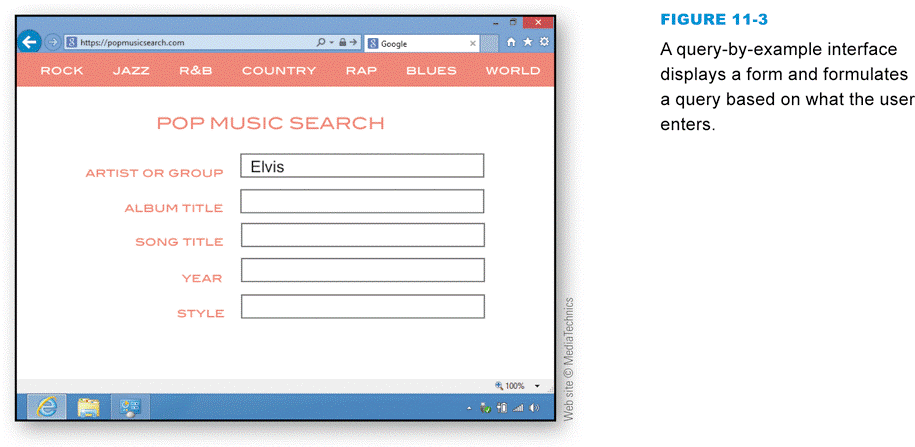 https://popmusicsearch.com
Google
ROCK JAZZ R&B COUNTRY RAP BLUES WORLD
POP MUSIC SEARCH
ARTIST OR GROUP Elvis
ALBUM TITLE
SONG TITLE
YEAR
STYLE
100%
Web site © MediaTechnics
FIGURE 11-3
A query-by-example interface
displays a form and formulates
a query based on what the user
enters.